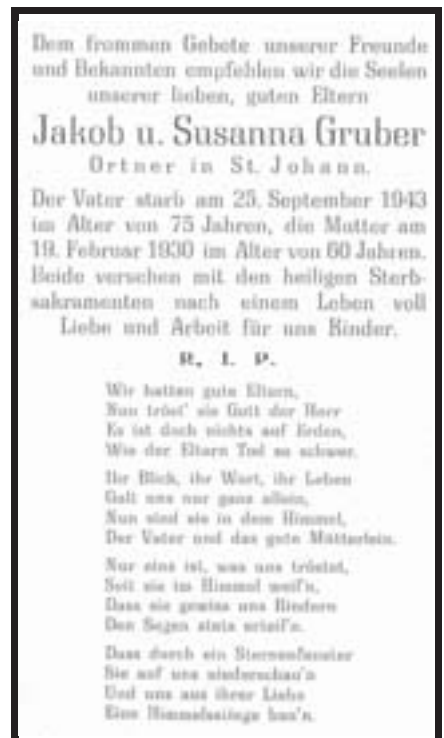 Dem frommen Gebete unserer Freunde
und Bekannten empfehlen wir die Seelen
unserer lieben, guten Eltern
Jakob u. Susanna Gruber
Ortner in St. Johann.
Der Vater starb am 25. September 1943
im Alter von 75 Jahren, die Mutter am
19. Februar 1930 im Alter von 60 Jahren.
Beide versehen mit den heiligen Sterb-
sakramenten nach einem Leben voll
Liebe und Arbeit für uns Kinder.
R. I. P.
Wir hatten gute Eltern,
Nun tröst' sie Gott der Herr
Es ist doch nichts auf Erden,
Wie der Eltern Tod so schwer.
Ihr Blick, ihr Wort, ihr Leben
Galt uns nur ganz allein,
Nun sind sie in dem Himmel,
Der Vater und das gute Mütterlein.
Nur eins ist, was uns tröstet,
Seit sie im Himmel weil'n,
Dass sie gewiss uns Kindern
Den Segen stets erteil'n.
Dass durch ein Sternenfenster
Sie auf uns niederschau'n
Und uns aus ihrer Liebe
Eine Himmelsstiege bau'n.